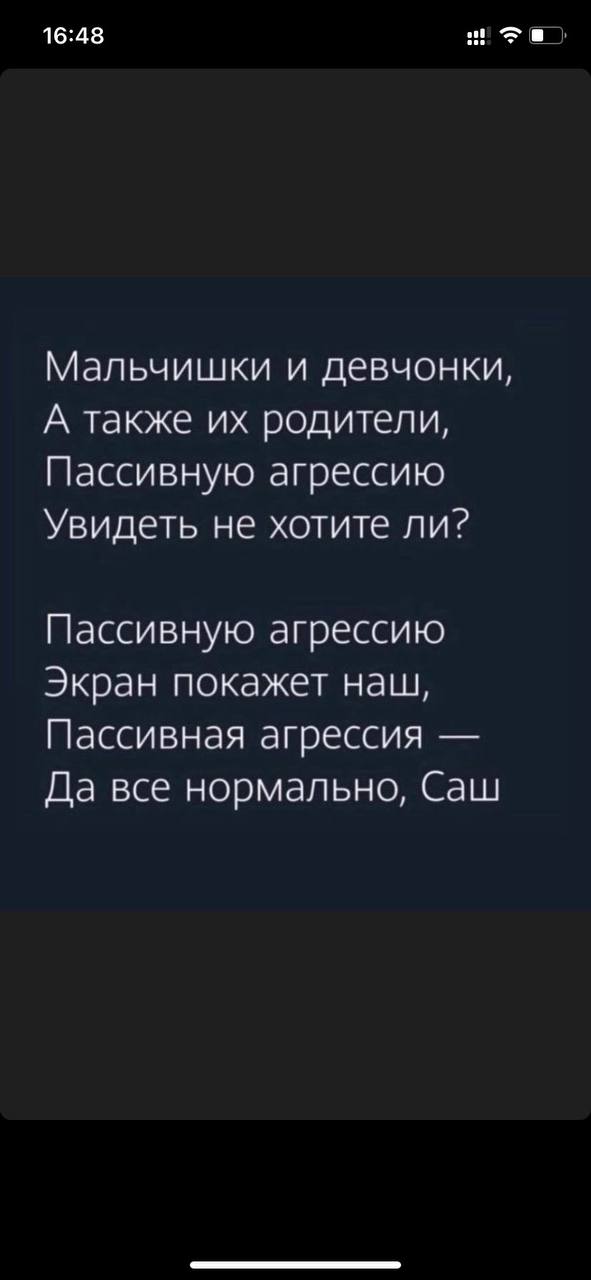 16:48
Мальчишки и девчонки,
А также их родители,
Пассивную агрессию
Увидеть не хотите ли?
Пассивную агрессию
Экран покажет наш,
Пассивная агрессия —
Да все нормально, Саш